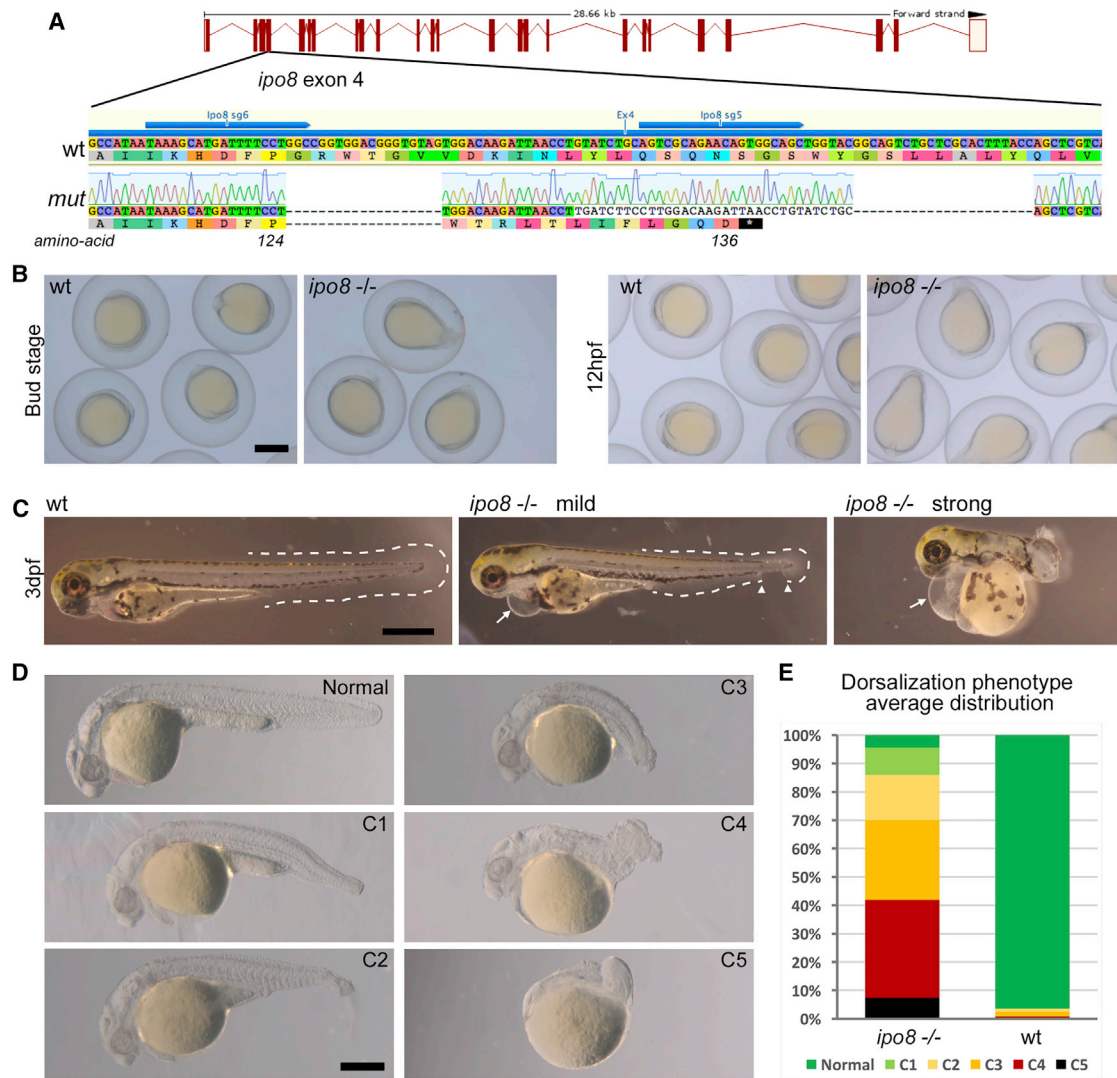 A
28.66 kb
Forward strand
ipo8 exon 4
Ipo8 sg6
Ex4
Ipo8 sg5
wt
GCCATAATAAAGCATGATTTTCCTGGCCGGTGGACGGGTGTAGTGGACAAGATTAACCTGTATCTGCAGTCGCAGAACAGTGGCAGCTGGTACGGCAGTCTGCTCGCACTTTACCAGCTCGTCA
A I I K H D F P G R W T G V V D K I N L Y L Q S Q N S G S W Y G S L L A L Y Q L V
mut
GCCATAATAAAGCATGATTTTCCT------------------TGGACAAGATTAACCTTGATCTTCCTTGGACAAGATTAACCTGTATCTGC---------------------AGCTCGTCA
A I I K H D F P ------------------ W T R L T L I F L G Q D *
amino-acid 124 136
B
Bud stage
wt
ipo8 -/-
12hpf
wt
ipo8 -/-
C
3dpf
wt
ipo8 -/- mild
ipo8 -/- strong
D
Normal
C1
C2
C3
C4
C5
E
Dorsalization phenotype
average distribution
100%
90%
80%
70%
60%
50%
40%
30%
20%
10%
0%
ipo8 -/- wt
Normal C1 C2 C3 C4 C5